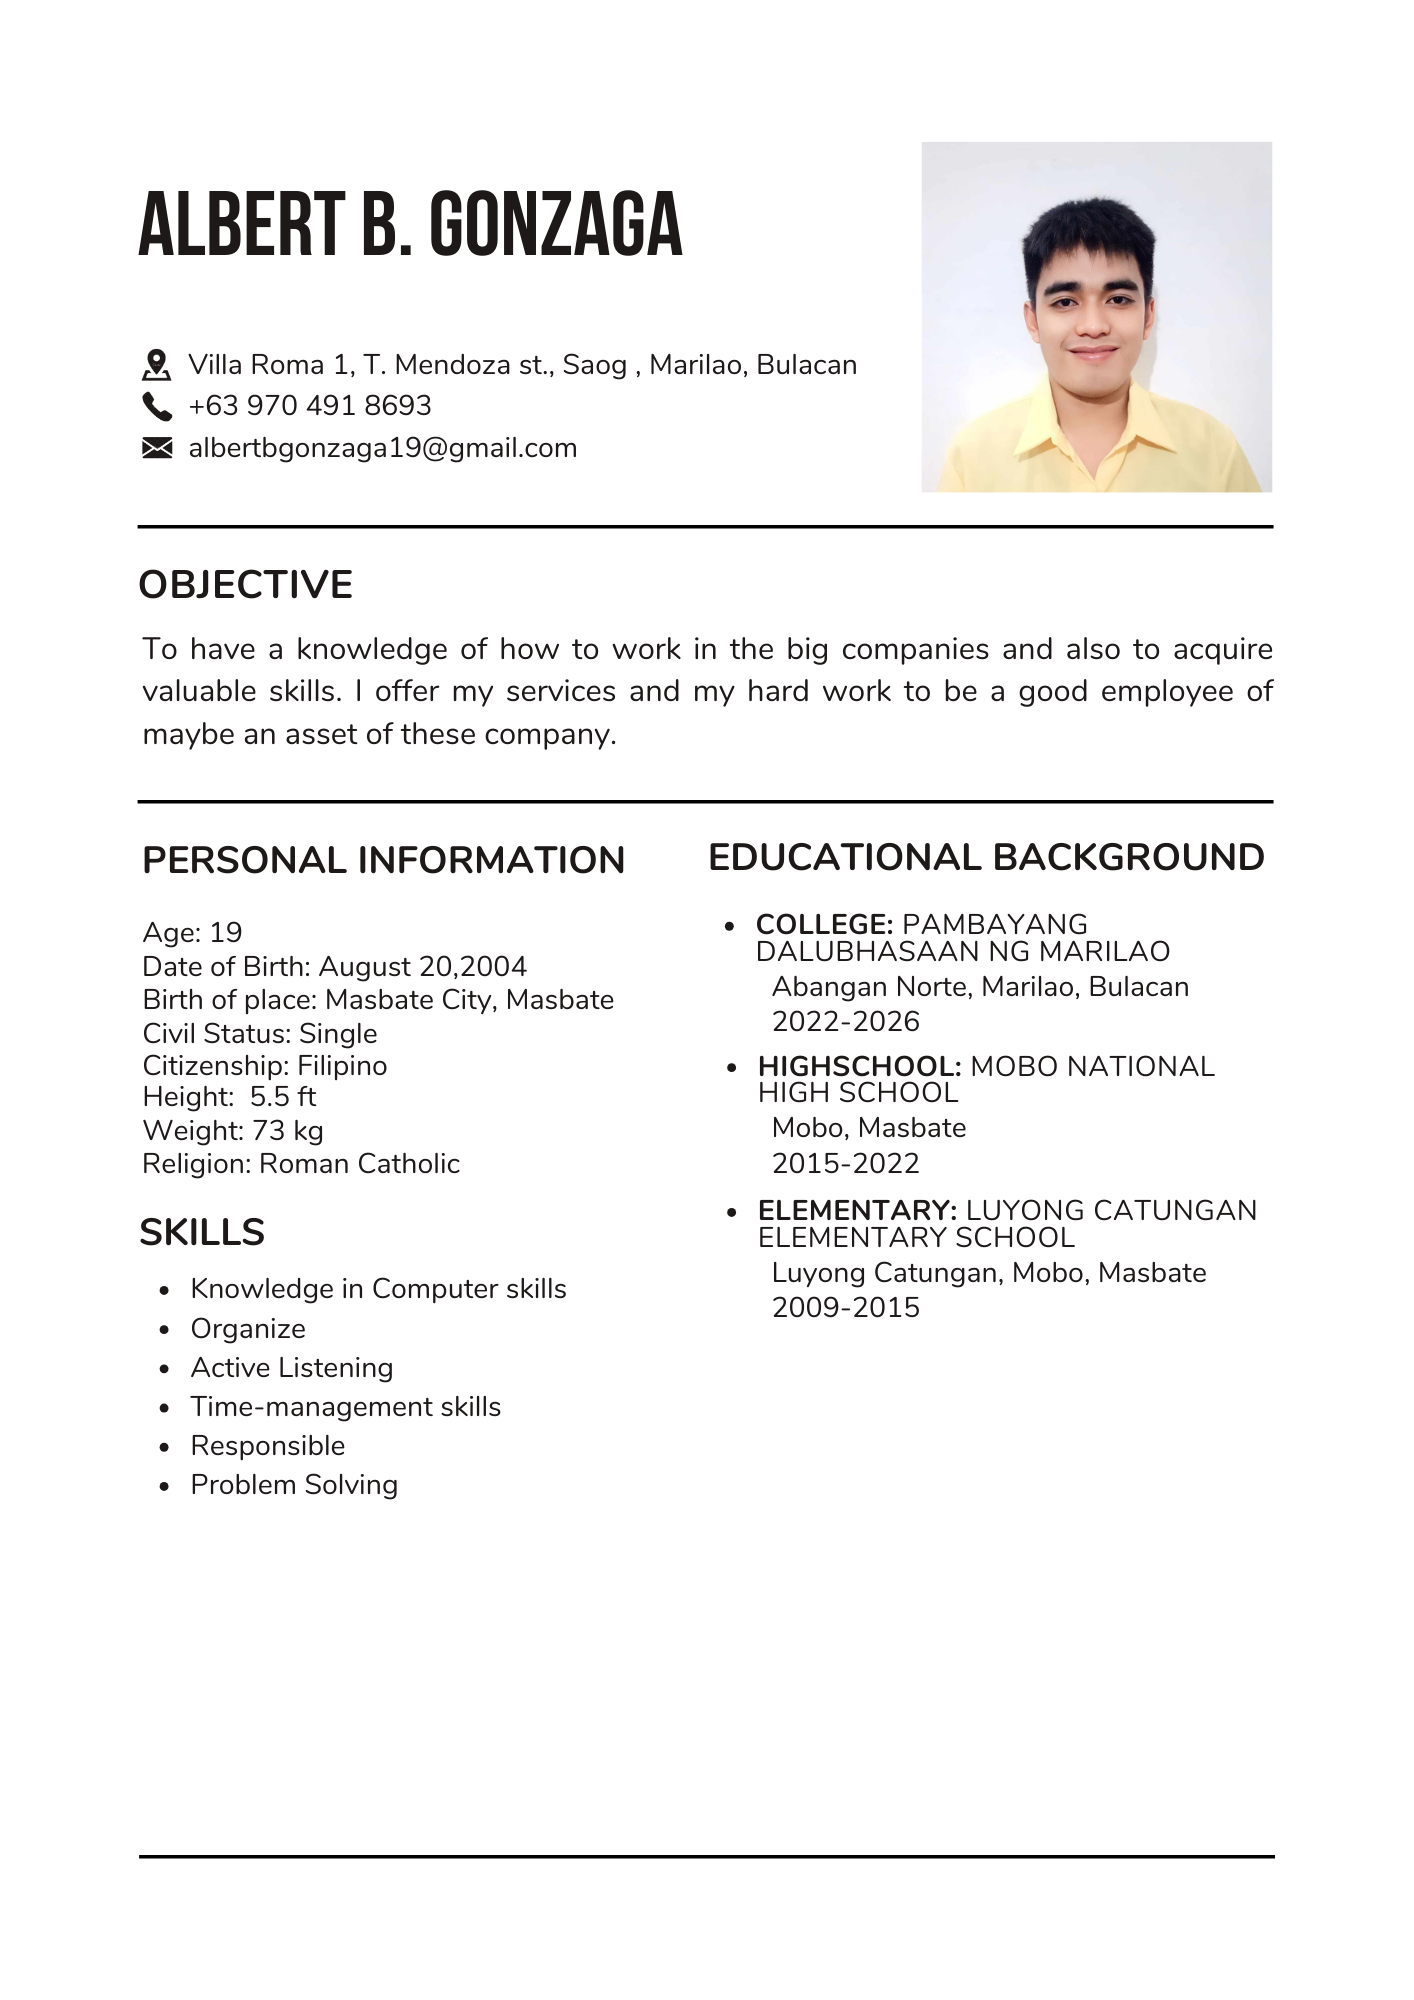 ALBERT B. GONZAGA
Villa Roma 1, T. Mendoza st., Saog , Marilao, Bulacan
+63 970 491 8693
albertbgonzaga19@gmail.com
OBJECTIVE
To have a knowledge of how to work in the big companies and also to acquire
valuable skills. I offer my services and my hard work to be a good employee of
maybe an asset of these company.
PERSONAL INFORMATION
Age: 19
Date of Birth: August 20,2004
Birth of place: Masbate City, Masbate
Civil Status: Single
Citizenship: Filipino
Height:  5.5 ft
Weight: 73 kg
Religion: Roman Catholic
SKILLS
• Knowledge in Computer skills
• Organize
• Active Listening
• Time-management skills
• Responsible
• Problem Solving
EDUCATIONAL BACKGROUND
• COLLEGE: PAMBAYANG
DALUBHASAAN NG MARILAO
Abangan Norte, Marilao, Bulacan
2022-2026
• HIGHSCHOOL: MOBO NATIONAL
HIGH SCHOOL
Mobo, Masbate
2015-2022
• ELEMENTARY: LUYONG CATUNGAN
ELEMENTARY SCHOOL
Luyong Catungan, Mobo, Masbate
2009-2015